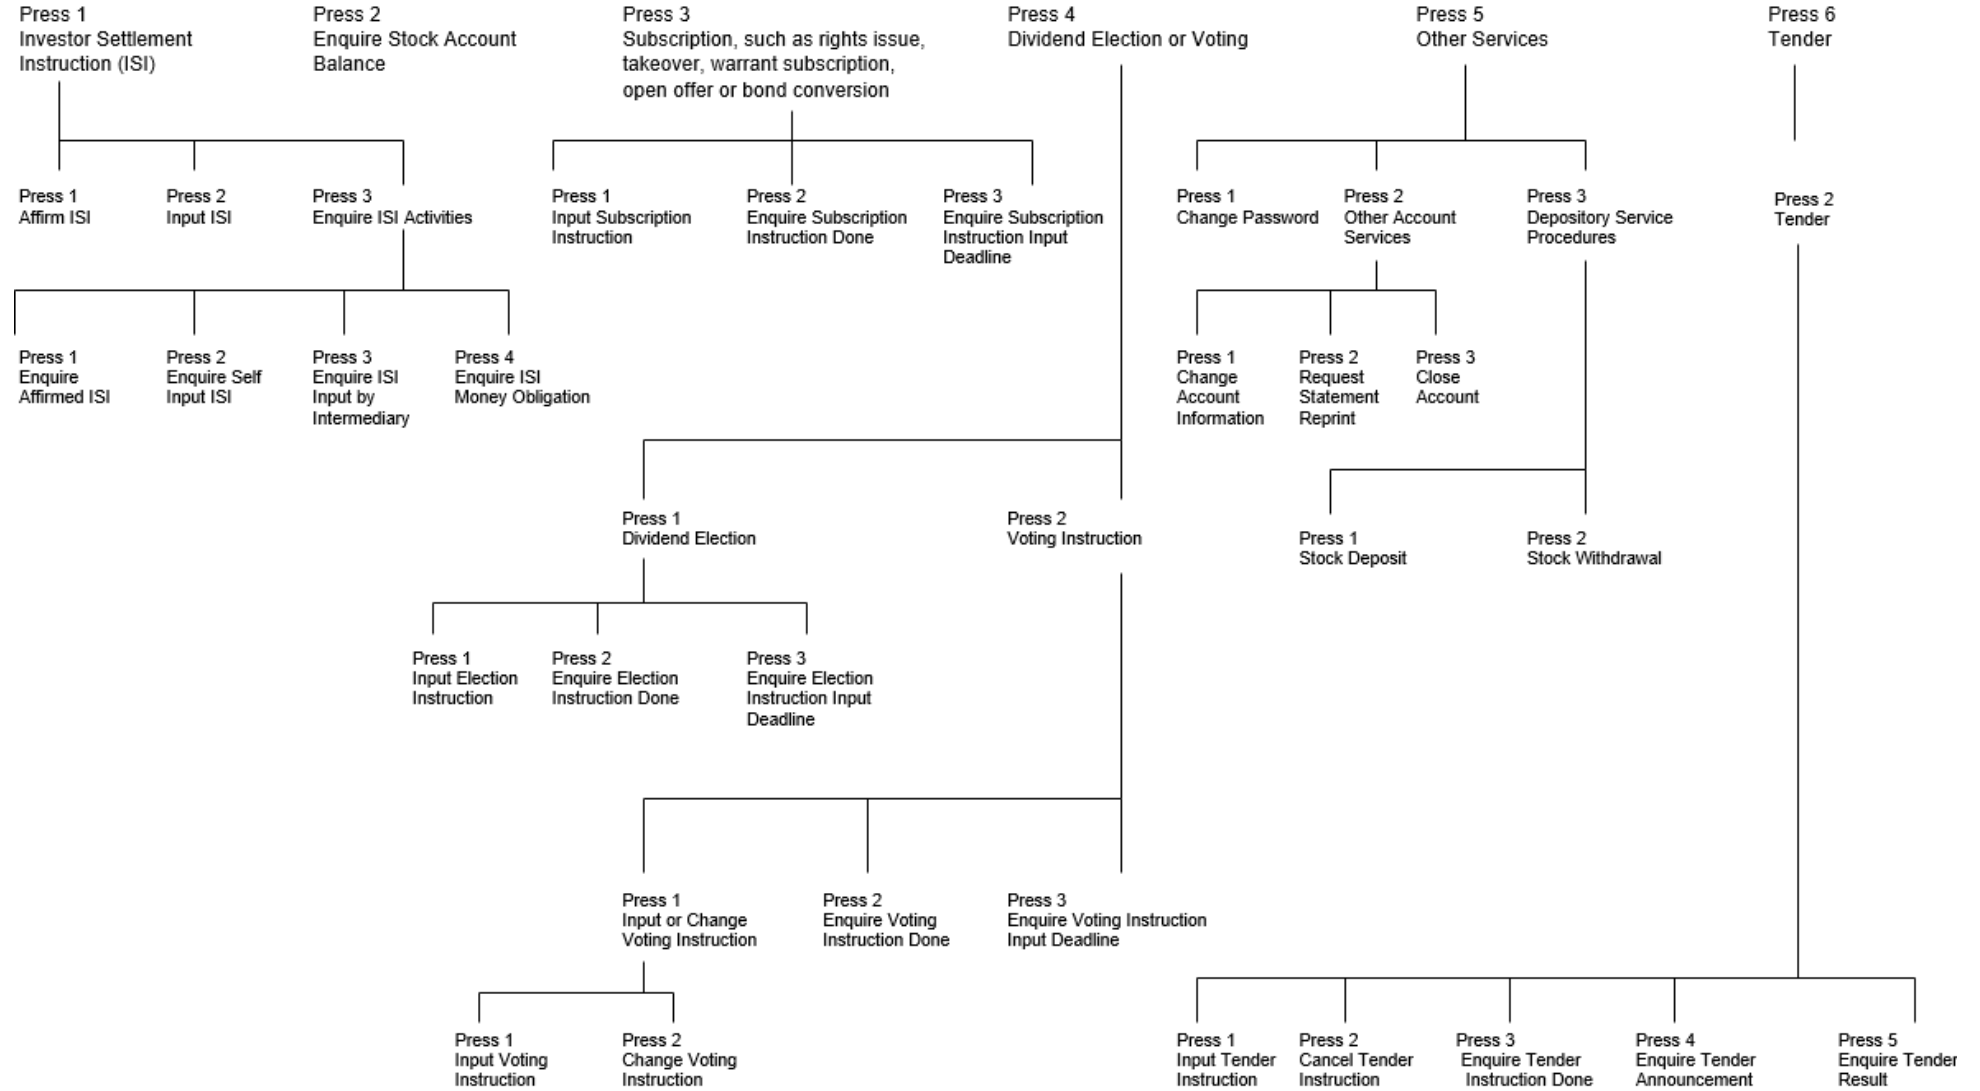 Press 1
Investor Settlement
Instruction (ISI)
Press 2
Enquire Stock Account
Balance
Press 3
Subscription, such as rights issue,
takeover, warrant subscription,
open offer or bond conversion
Press 4
Dividend Election or Voting
Press 5
Other Services
Press 6
Tender
Press 1
Affirm ISI
Press 2
Input ISI
Press 3
Enquire ISI Activities
Press 1
Input Subscription
Instruction
Press 2
Enquire Subscription
Instruction Done
Press 3
Enquire Subscription
Instruction Input
Deadline
Press 1
Change Password
Press 2
Other Account
Services
Press 3
Depository Service
Procedures
Press 2
Tender
Press 1
Enquire
Affirmed ISI
Press 2
Enquire Self
Input ISI
Press 3
Enquire ISI
Input by
Intermediary
Press 4
Enquire ISI
Money Obligation
Press 1
Change
Account
Information
Press 2
Request
Statement
Reprint
Press 3
Close
Account
Press 1
Dividend Election
Press 2
Voting Instruction
Press 1
Stock Deposit
Press 2
Stock Withdrawal
Press 1
Input Election
Instruction
Press 2
Enquire Election
Instruction Done
Press 3
Enquire Election
Instruction Input
Deadline
Press 1
Input or Change
Voting Instruction
Press 2
Enquire Voting
Instruction Done
Press 3
Enquire Voting Instruction
Input Deadline
Press 1
Input Voting
Instruction
Press 2
Change Voting
Instruction
Press 1
Input Tender
Instruction
Press 2
Cancel Tender
Instruction
Press 3
Enquire Tender
Instruction Done
Press 4
Enquire Tender
Announcement
Press 5
Enquire Tender
Result